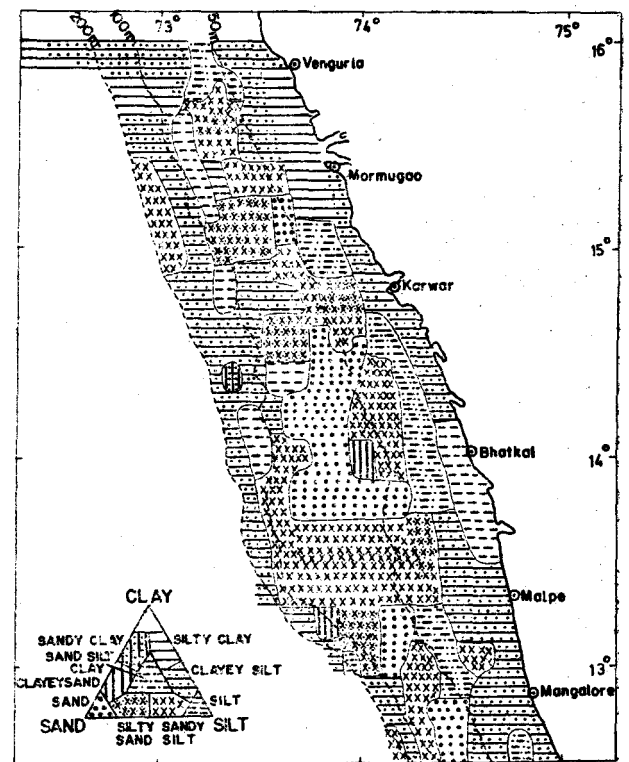 73° 74° 75°
200m 100m 50m
16°
Vengurla
Mormugao
15°
Karwar
14°
Bhatkal
Malpe
13°
Mangalore
CLAY
SANDY CLAY SILTY CLAY
SAND SILT
CLAY CLAYEY SILT
CLAYEYSAND
SAND SILT
SAND SILTY SANDY SILT
SAND SILT